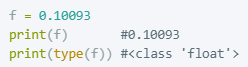 f = 0.10093
print(f)       #0.10093
print(type(f)) #<class 'float'>